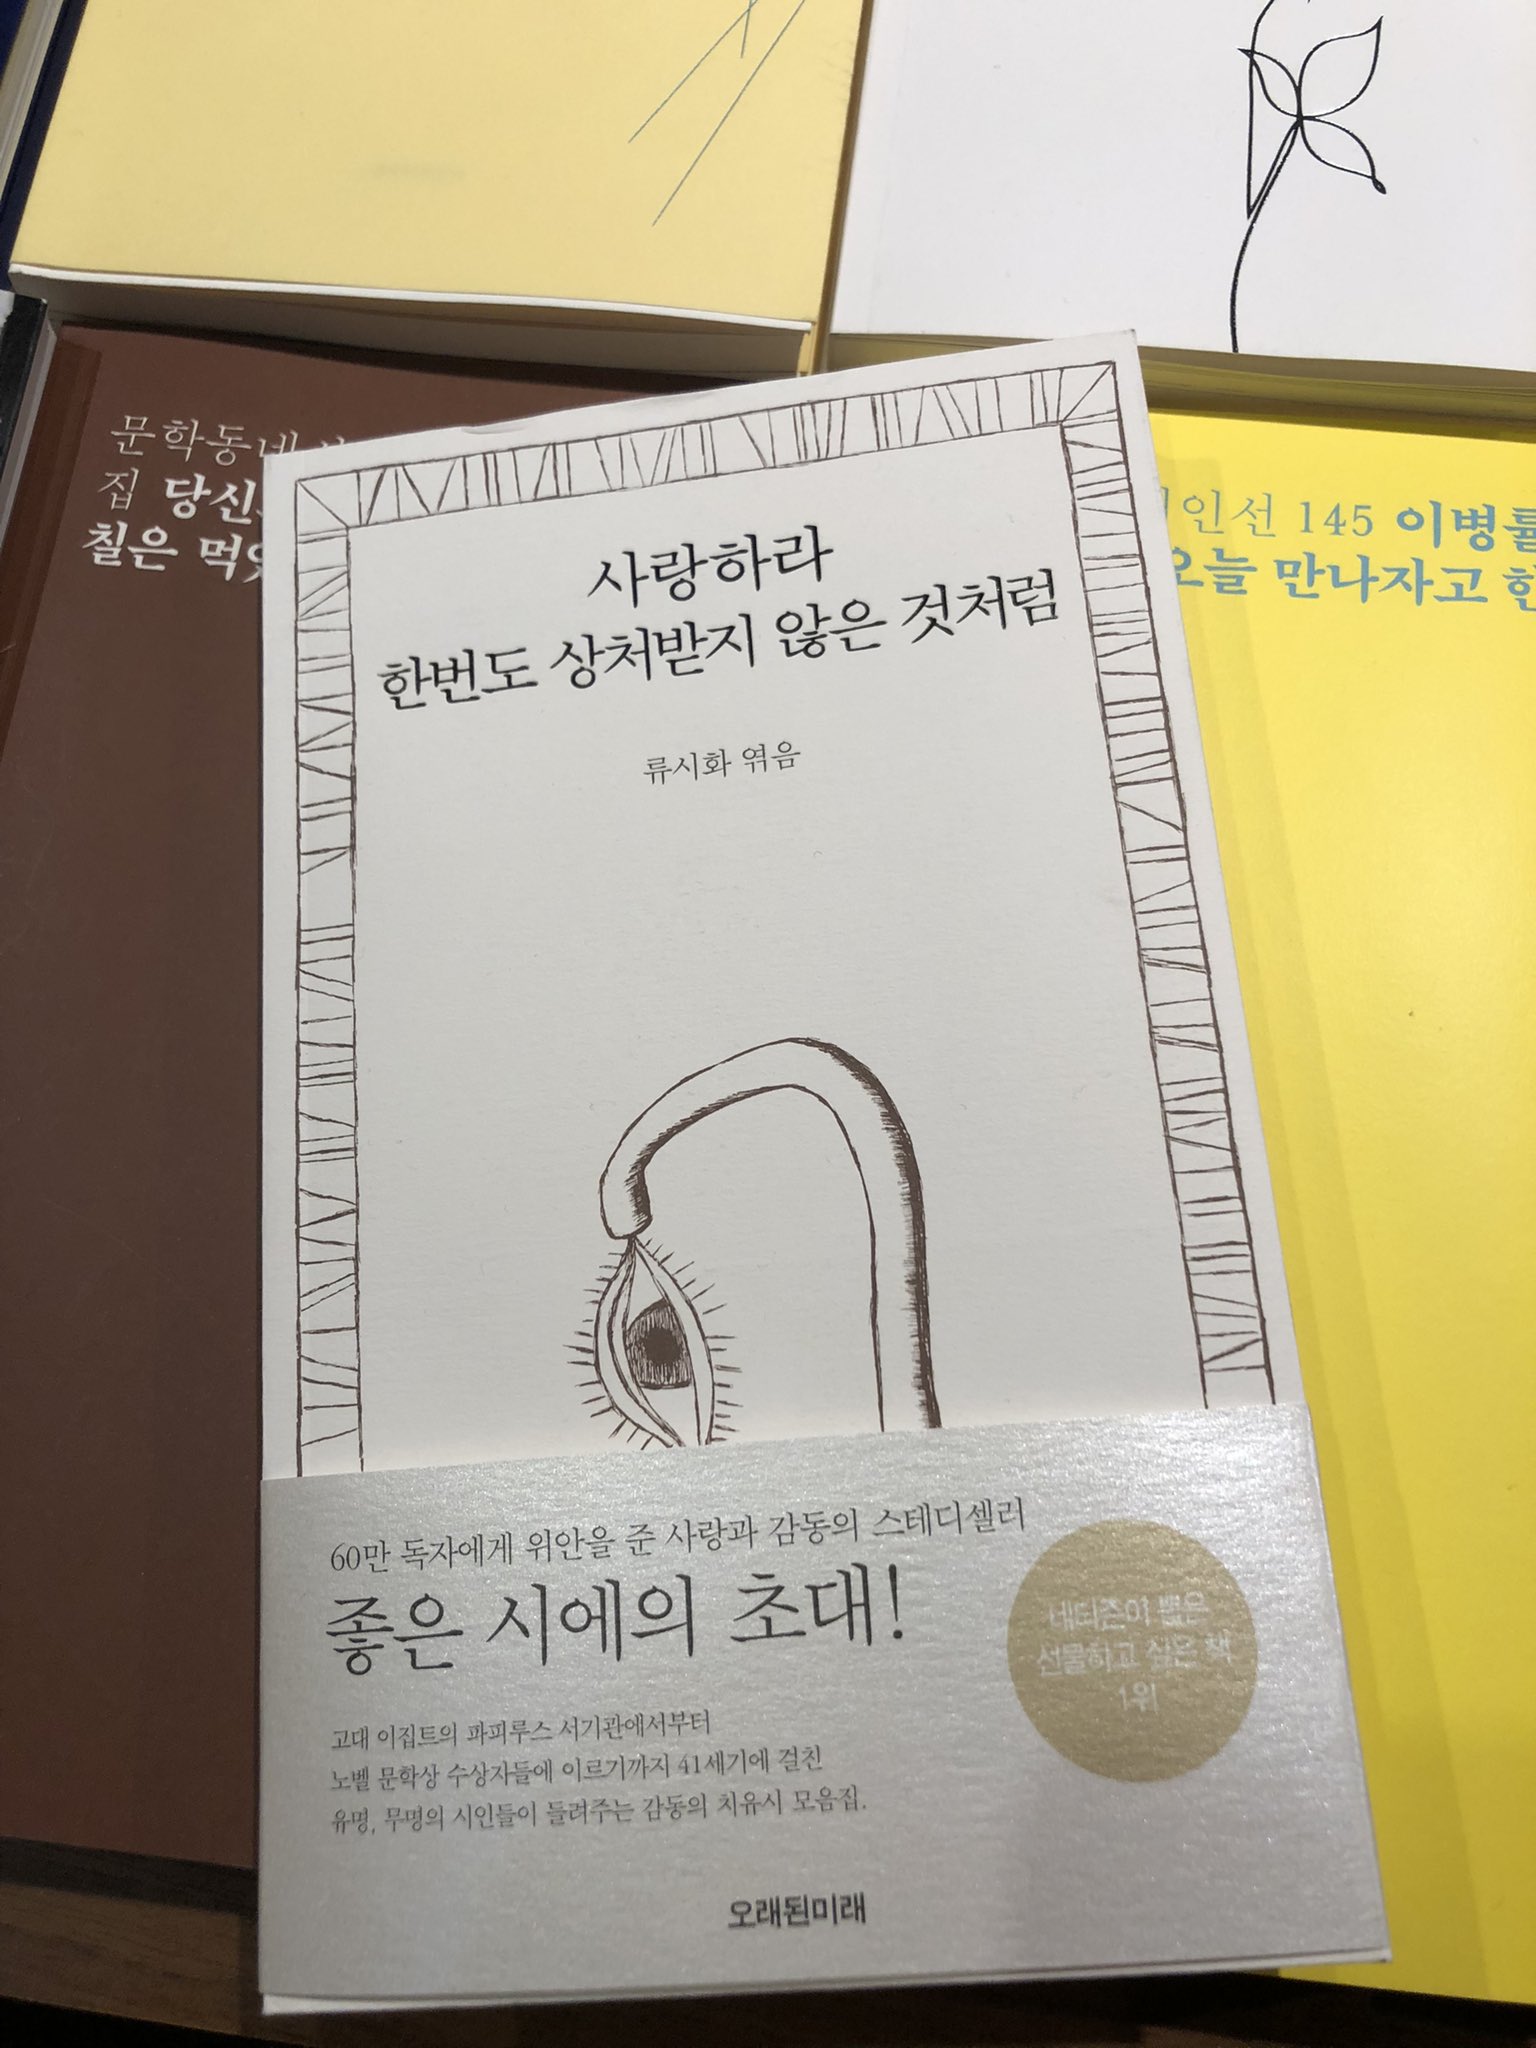 문학동네
집 당신
칠은 먹
인선 145 이병률
오늘 만나자고 한
사랑하라
한번도 상처받지 않은 것처럼
류시화 엮음
60만 독자에게 위안을 준 사랑과 감동의 스테디셀러
좋은 시에의 초대!
네티즌이 뽑은
선물하고 싶은 책
1위
고대 이집트의 파피루스 서기관에서부터
노벨 문학상 수상자들에 이르기까지 41세기에 걸친
유명, 무명의 시인들이 들려주는 감동의 치유시 모음집.
오래된미래